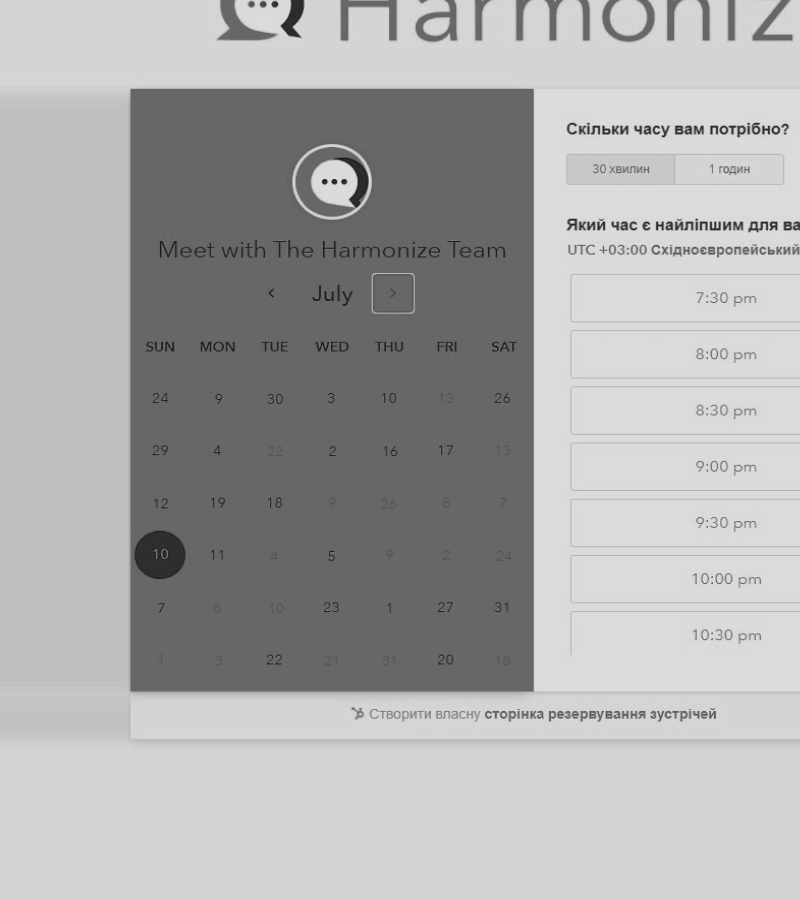 Harmoniz
Meet with The Harmonize Team
July
SUN MON TUE WED THU FRI SAT
24 9 30 3 10 13 26
29 4 22 2 16 17 13
12 19 18 9 26 8 7
10 11 4 5 9 2 24
7 6 10 23 1 27 31
1 3 22 21 31 20 18
Скільки часу вам потрібно?
30 хвилин 1 годин
Який час є найліпшим для ва
UTC +03:00 Східноєвропейський
7:30 pm
8:00 pm
8:30 pm
9:00 pm
9:30 pm
10:00 pm
10:30 pm
Створити власну сторінка резервування зустрічей